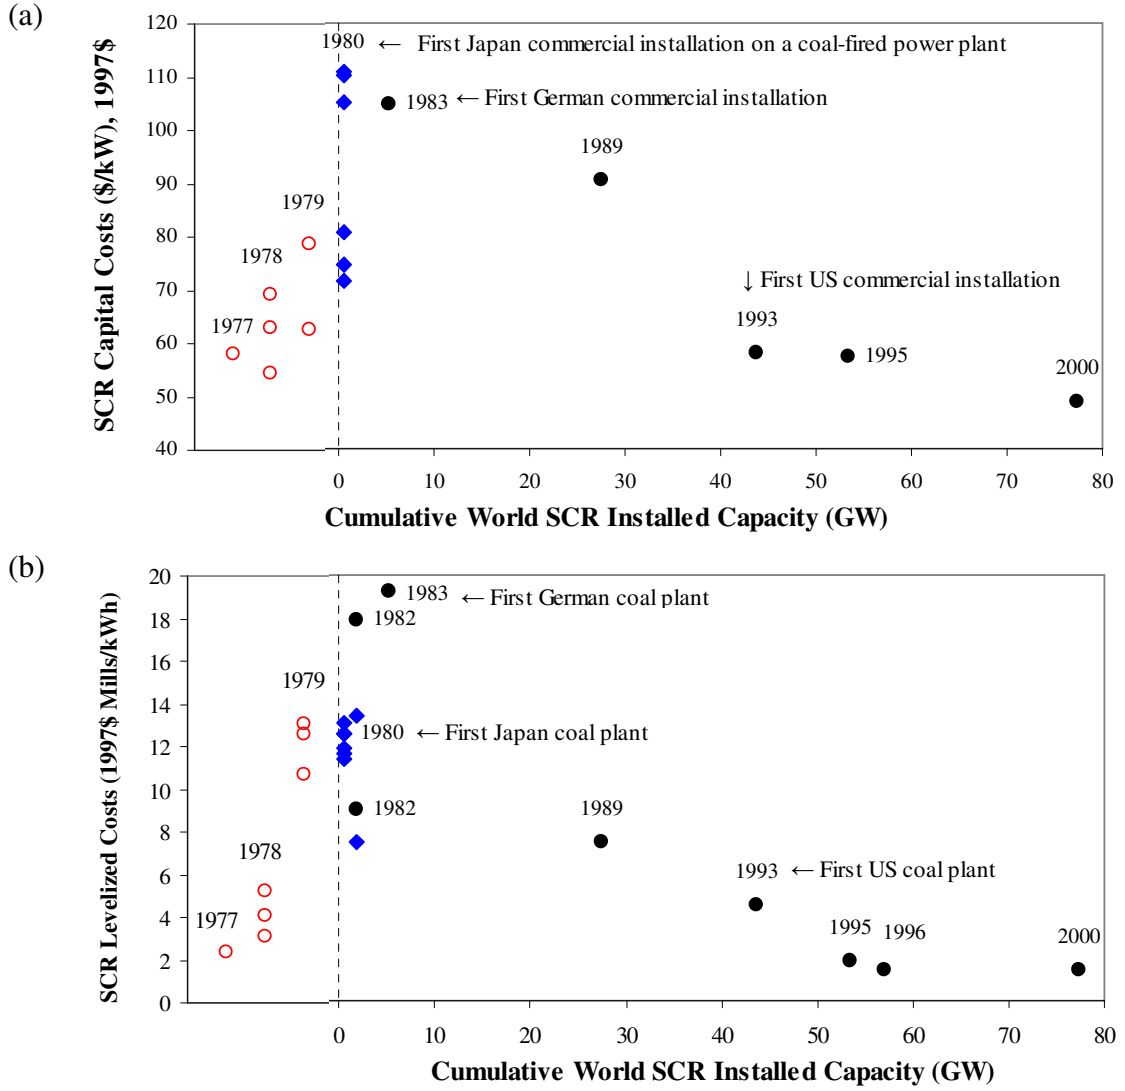 (a)
SCR Capital Costs ($/kW), 1997$
120
110
100
90
80
70
60
50
40
1980 ← First Japan commercial installation on a coal-fired power plant
1983 ← First German commercial installation
1989
1979
1978
1977
↓ First US commercial installation
1993
1995
2000
0 10 20 30 40 50 60 70 80
Cumulative World SCR Installed Capacity (GW)
(b)
SCR Levelized Costs (1997$ Mills/kWh)
20
18
16
14
12
10
8
6
4
2
0
1983 ← First German coal plant
1982
1979
1980 ← First Japan coal plant
1982
1989
1978
1993 ← First US coal plant
1977
1995
1996
2000
0 10 20 30 40 50 60 70 80
Cumulative World SCR Installed Capacity (GW)